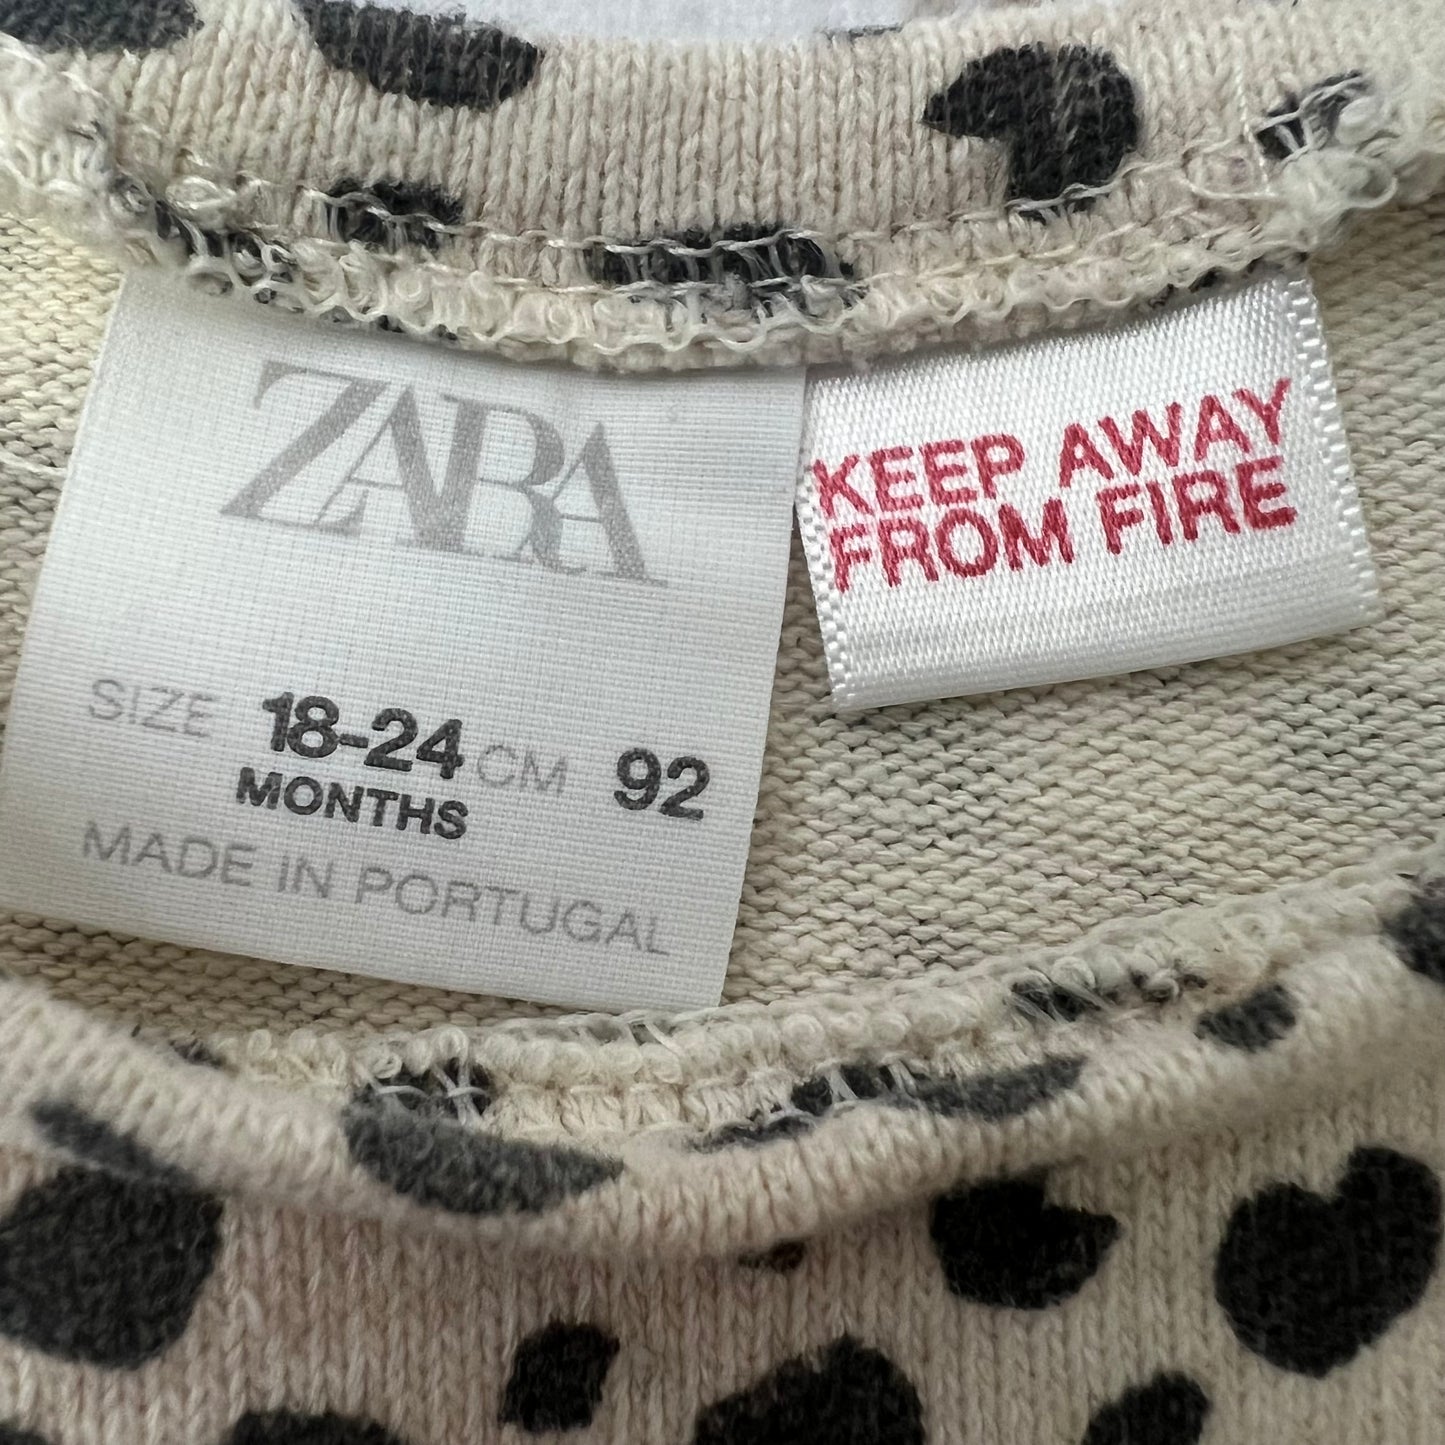 ZARA
SIZE 18-24 CM 92
MONTHS
MADE IN PORTUGAL
KEEP AWAY
FROM FIRE